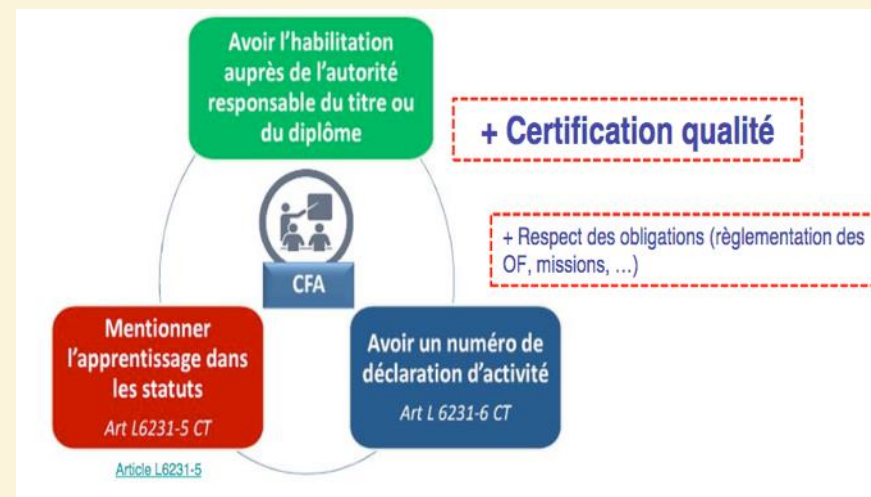 Avoir l’habilitation
auprès de l’autorité
responsable du titre ou
du diplôme
+ Certification qualité
+ Respect des obligations (règlementation des
OF, missions, ...)
CFA
Mentionner
l’apprentissage dans
les statuts
Art L6231-5 CT
Article L6231-5
Avoir un numéro de
déclaration d’activité
Art L 6231-6 CT